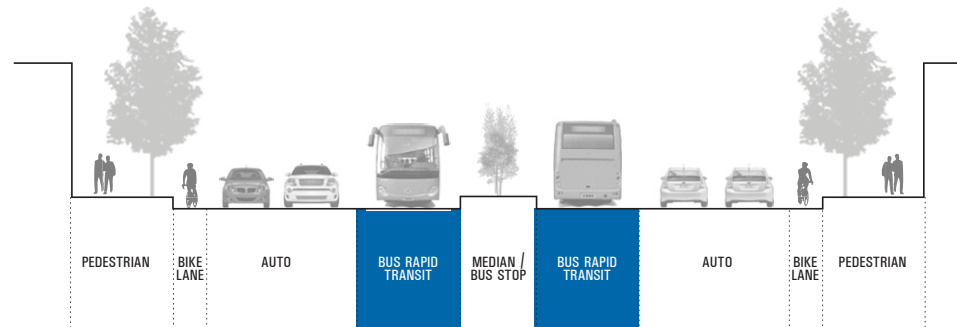 PEDESTRIAN
BIKE
LANE
AUTO
BUS RAPID
TRANSIT
MEDIAN /
BUS STOP
BUS RAPID
TRANSIT
AUTO
BIKE
LANE
PEDESTRIAN